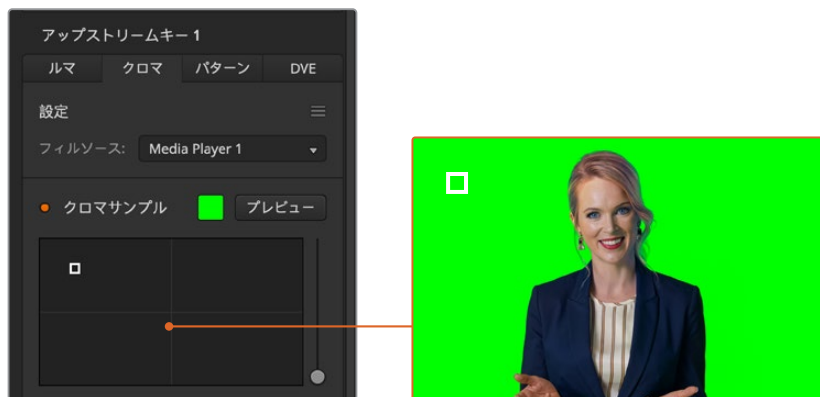 アップストリームキー 1
ルマ クロマ パターン DVE
設定
フィルソース: Media Player 1
クロマサンプル プレビュー